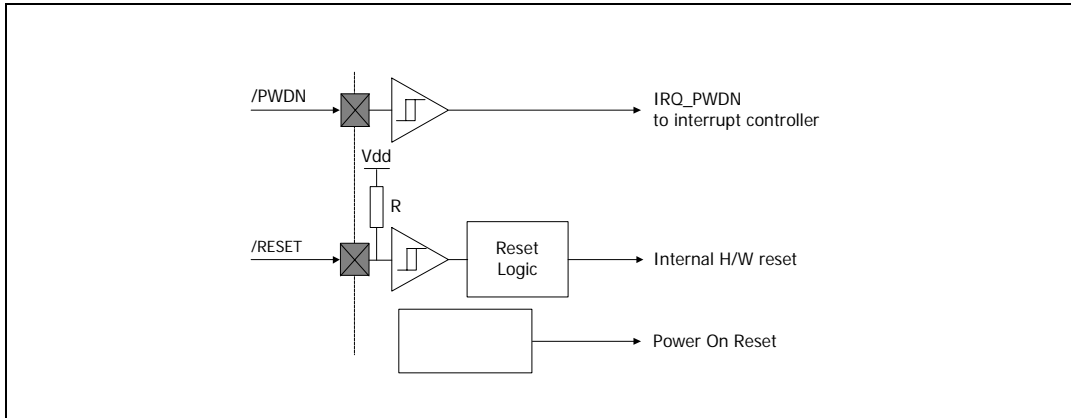 /PWDN
IRQ_PWDN
to interrupt controller
Vdd
R
/RESET
Reset
Logic
Internal H/W reset
Power On Reset